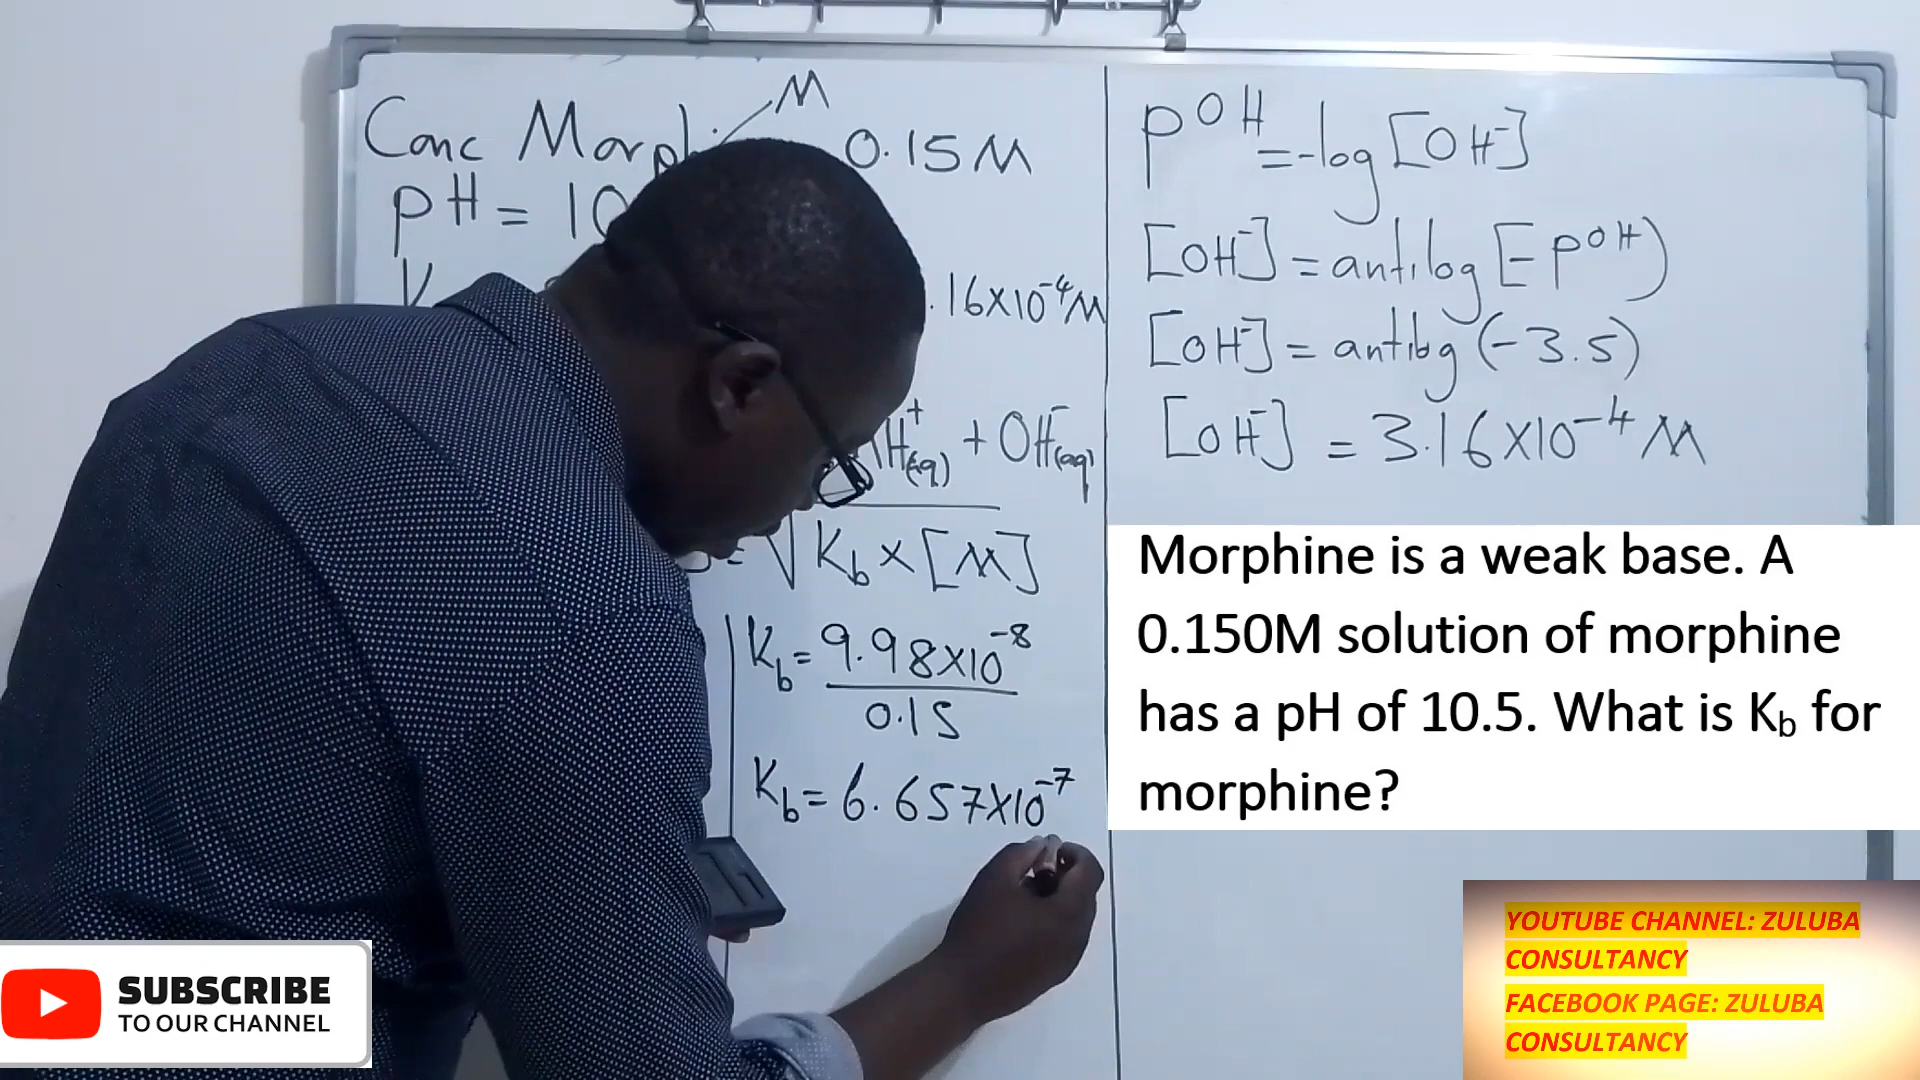 Conc Morphi M 0.15M
pH = 10
K .16x10⁻⁴M
H⁺(aq) + OH⁻(aq)
= √Kb x [M]
Kb = 9.98x10⁻⁸
0.15
Kb = 6.657x10⁻⁷
pOH = -log [OH⁻]
[OH⁻] = antilog [-pOH)
[OH⁻] = antilog (-3.5)
[OH⁻] = 3.16x10⁻⁴ M
Morphine is a weak base. A
0.150M solution of morphine
has a pH of 10.5. What is Kb for
morphine?
SUBSCRIBE
TO OUR CHANNEL
YOUTUBE CHANNEL: ZULUBA
CONSULTANCY
FACEBOOK PAGE: ZULUBA
CONSULTANCY